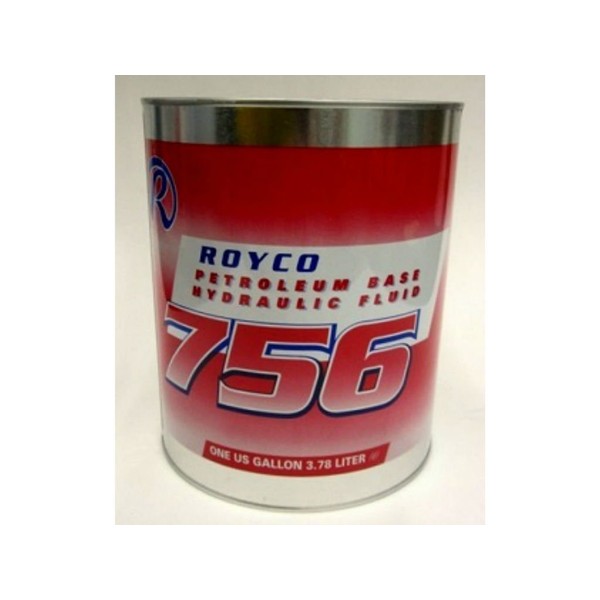 R
ROYCO
PETROLEUM BASE
HYDRAULIC FLUID
756
ONE US GALLON 3.78 LITER